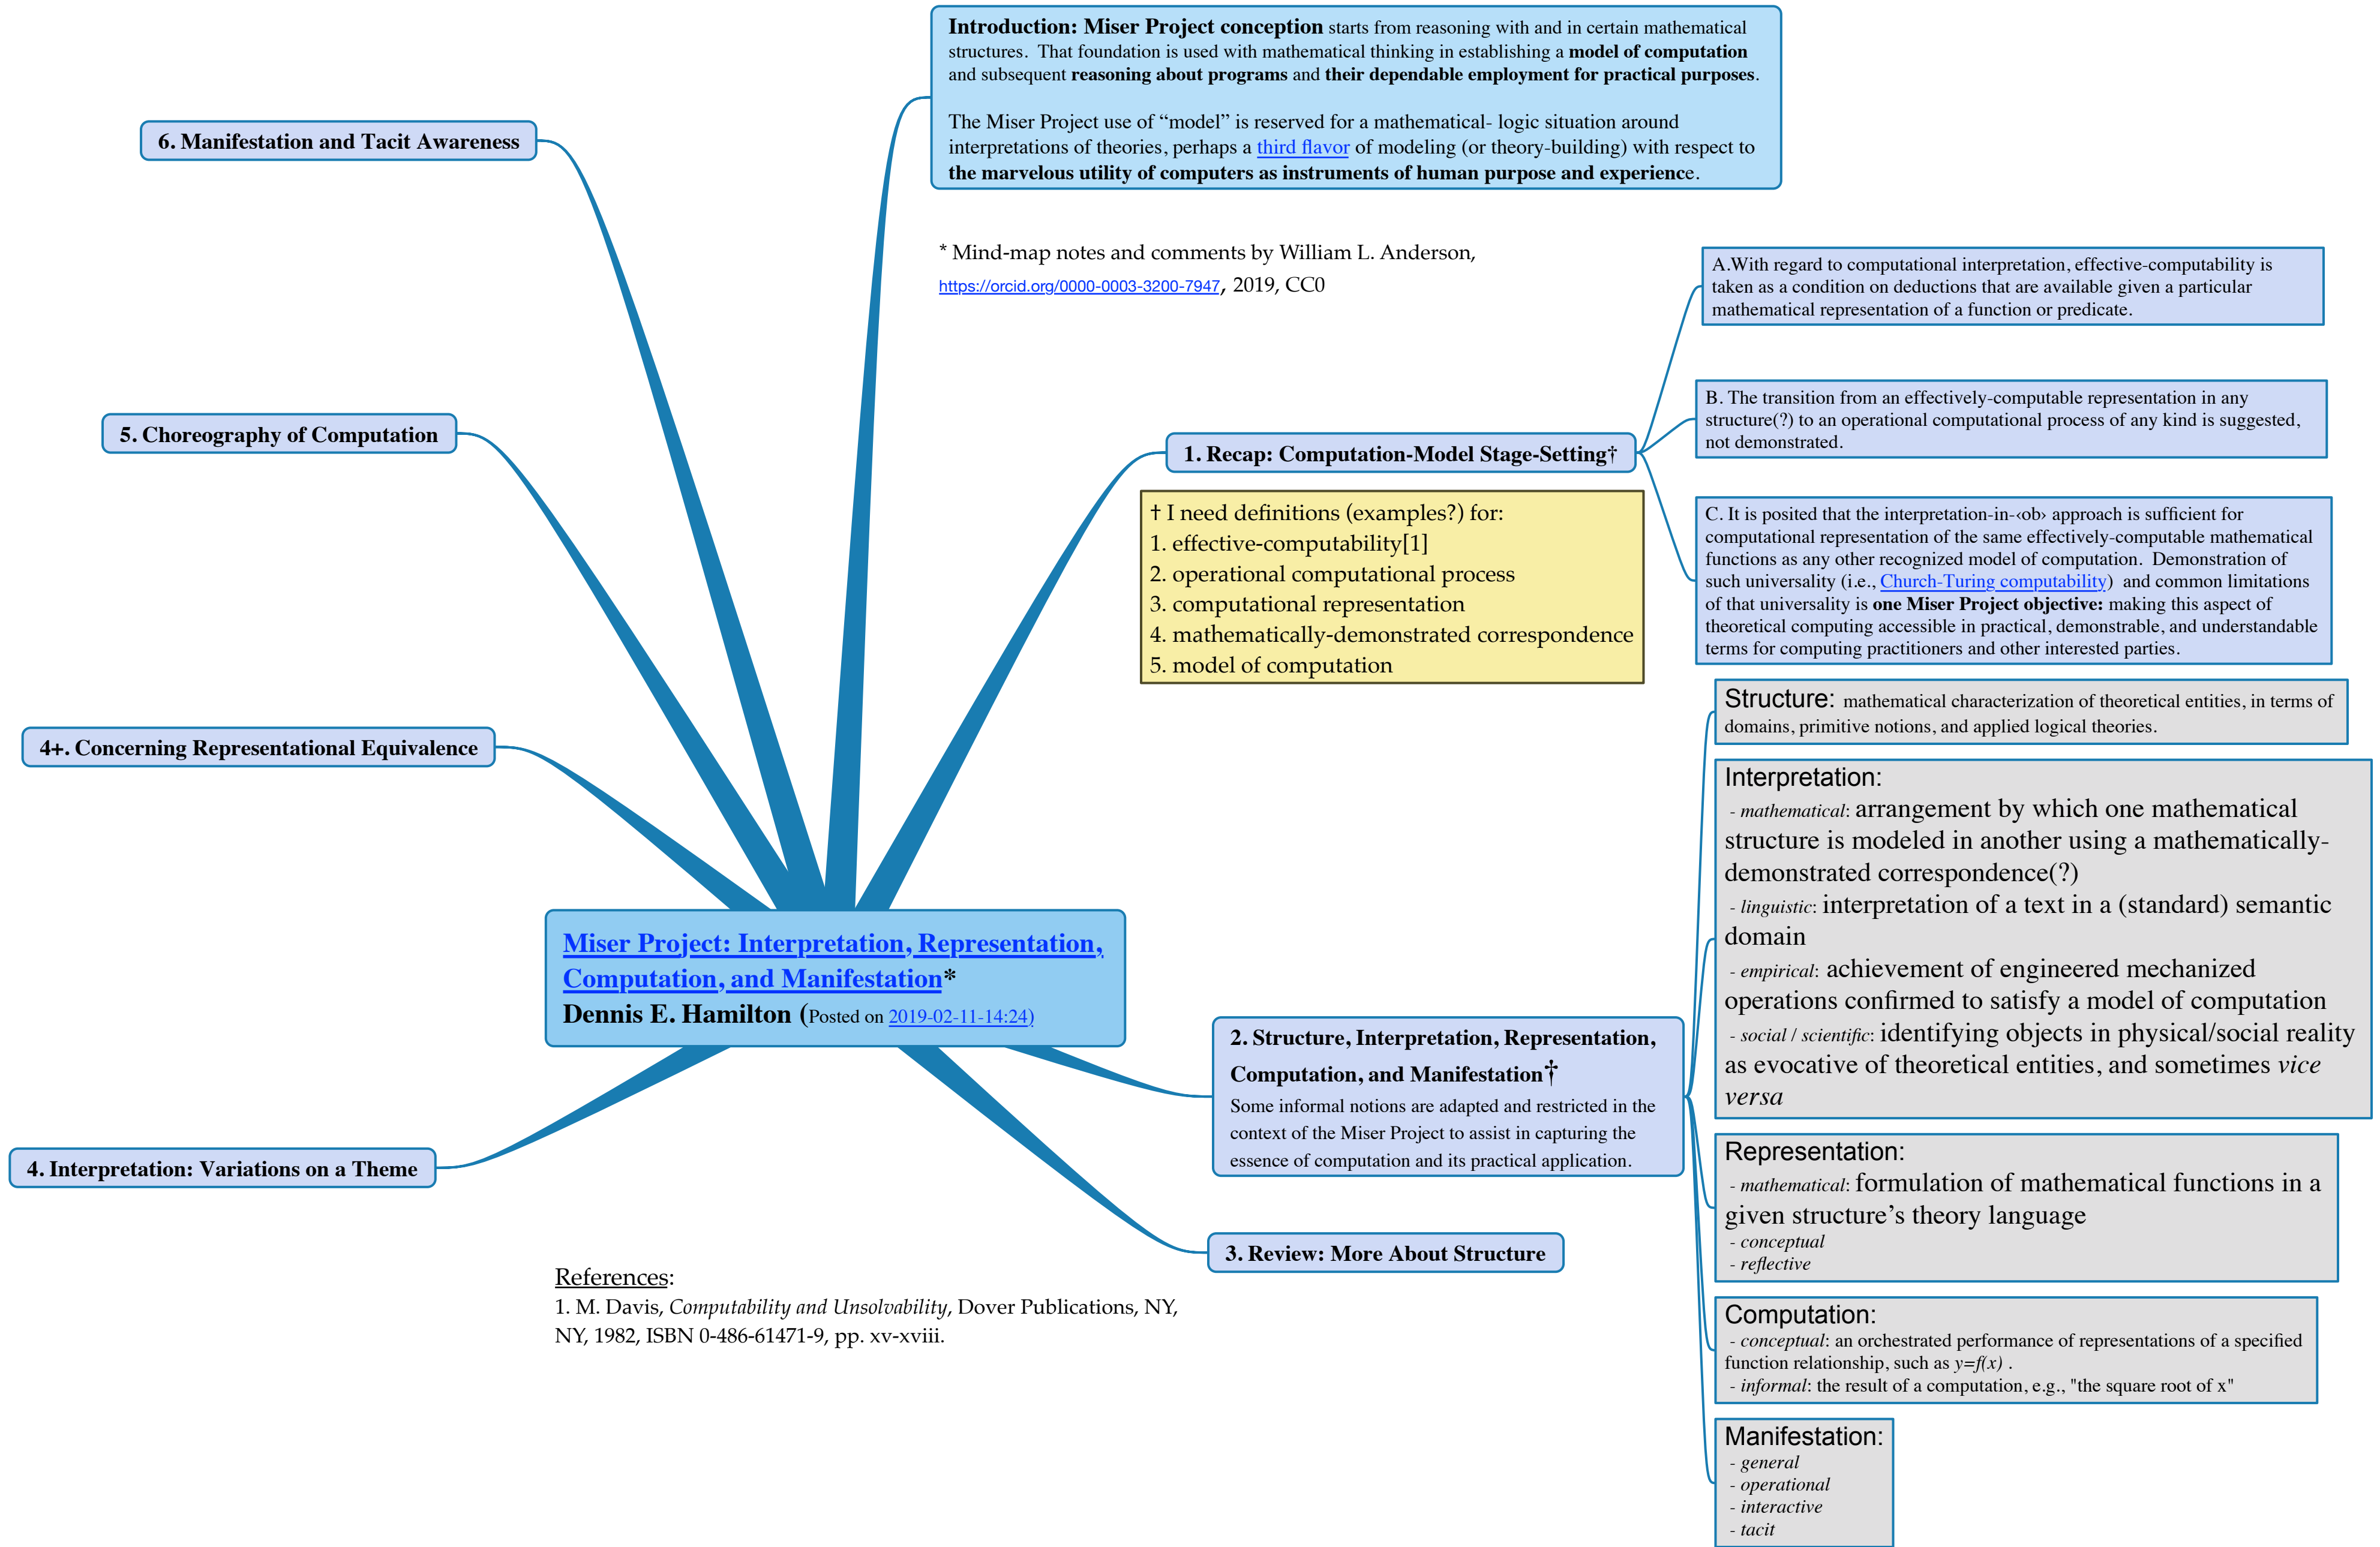 Introduction: Miser Project conception starts from reasoning with and in certain mathematical
structures. That foundation is used with mathematical thinking in establishing a model of computation
and subsequent reasoning about programs and their dependable employment for practical purposes.
The Miser Project use of “model” is reserved for a mathematical- logic situation around
interpretations of theories, perhaps a third flavor of modeling (or theory-building) with respect to
the marvelous utility of computers as instruments of human purpose and experience.
* Mind-map notes and comments by William L. Anderson,
https://orcid.org/0000-0003-3200-7947, 2019, CC0
1. Recap: Computation-Model Stage-Setting†
† I need definitions (examples?) for:
1. effective-computability[1]
2. operational computational process
3. computational representation
4. mathematically-demonstrated correspondence
5. model of computation
A.With regard to computational interpretation, effective-computability is
taken as a condition on deductions that are available given a particular
mathematical representation of a function or predicate.
B. The transition from an effectively-computable representation in any
structure(?) to an operational computational process of any kind is suggested,
not demonstrated.
C. It is posited that the interpretation-in-‹ob› approach is sufficient for
computational representation of the same effectively-computable mathematical
functions as any other recognized model of computation. Demonstration of
such universality (i.e., Church-Turing computability) and common limitations
of that universality is one Miser Project objective: making this aspect of
theoretical computing accessible in practical, demonstrable, and understandable
terms for computing practitioners and other interested parties.
Miser Project: Interpretation, Representation,
Computation, and Manifestation*
Dennis E. Hamilton (Posted on 2019-02-11-14:24)
2. Structure, Interpretation, Representation,
Computation, and Manifestation†
Some informal notions are adapted and restricted in the
context of the Miser Project to assist in capturing the
essence of computation and its practical application.
Structure: mathematical characterization of theoretical entities, in terms of
domains, primitive notions, and applied logical theories.
Interpretation:
- mathematical: arrangement by which one mathematical
structure is modeled in another using a mathematically-
demonstrated correspondence(?)
- linguistic: interpretation of a text in a (standard) semantic
domain
- empirical: achievement of engineered mechanized
operations confirmed to satisfy a model of computation
- social / scientific: identifying objects in physical/social reality
as evocative of theoretical entities, and sometimes vice
versa
Representation:
- mathematical: formulation of mathematical functions in a
given structure’s theory language
- conceptual
- reflective
Computation:
- conceptual: an orchestrated performance of representations of a specified
function relationship, such as y=f(x) .
- informal: the result of a computation, e.g., "the square root of x"
Manifestation:
- general
- operational
- interactive
- tacit
3. Review: More About Structure
4. Interpretation: Variations on a Theme
4+. Concerning Representational Equivalence
5. Choreography of Computation
6. Manifestation and Tacit Awareness
References:
1. M. Davis, Computability and Unsolvability, Dover Publications, NY,
NY, 1982, ISBN 0-486-61471-9, pp. xv-xviii.